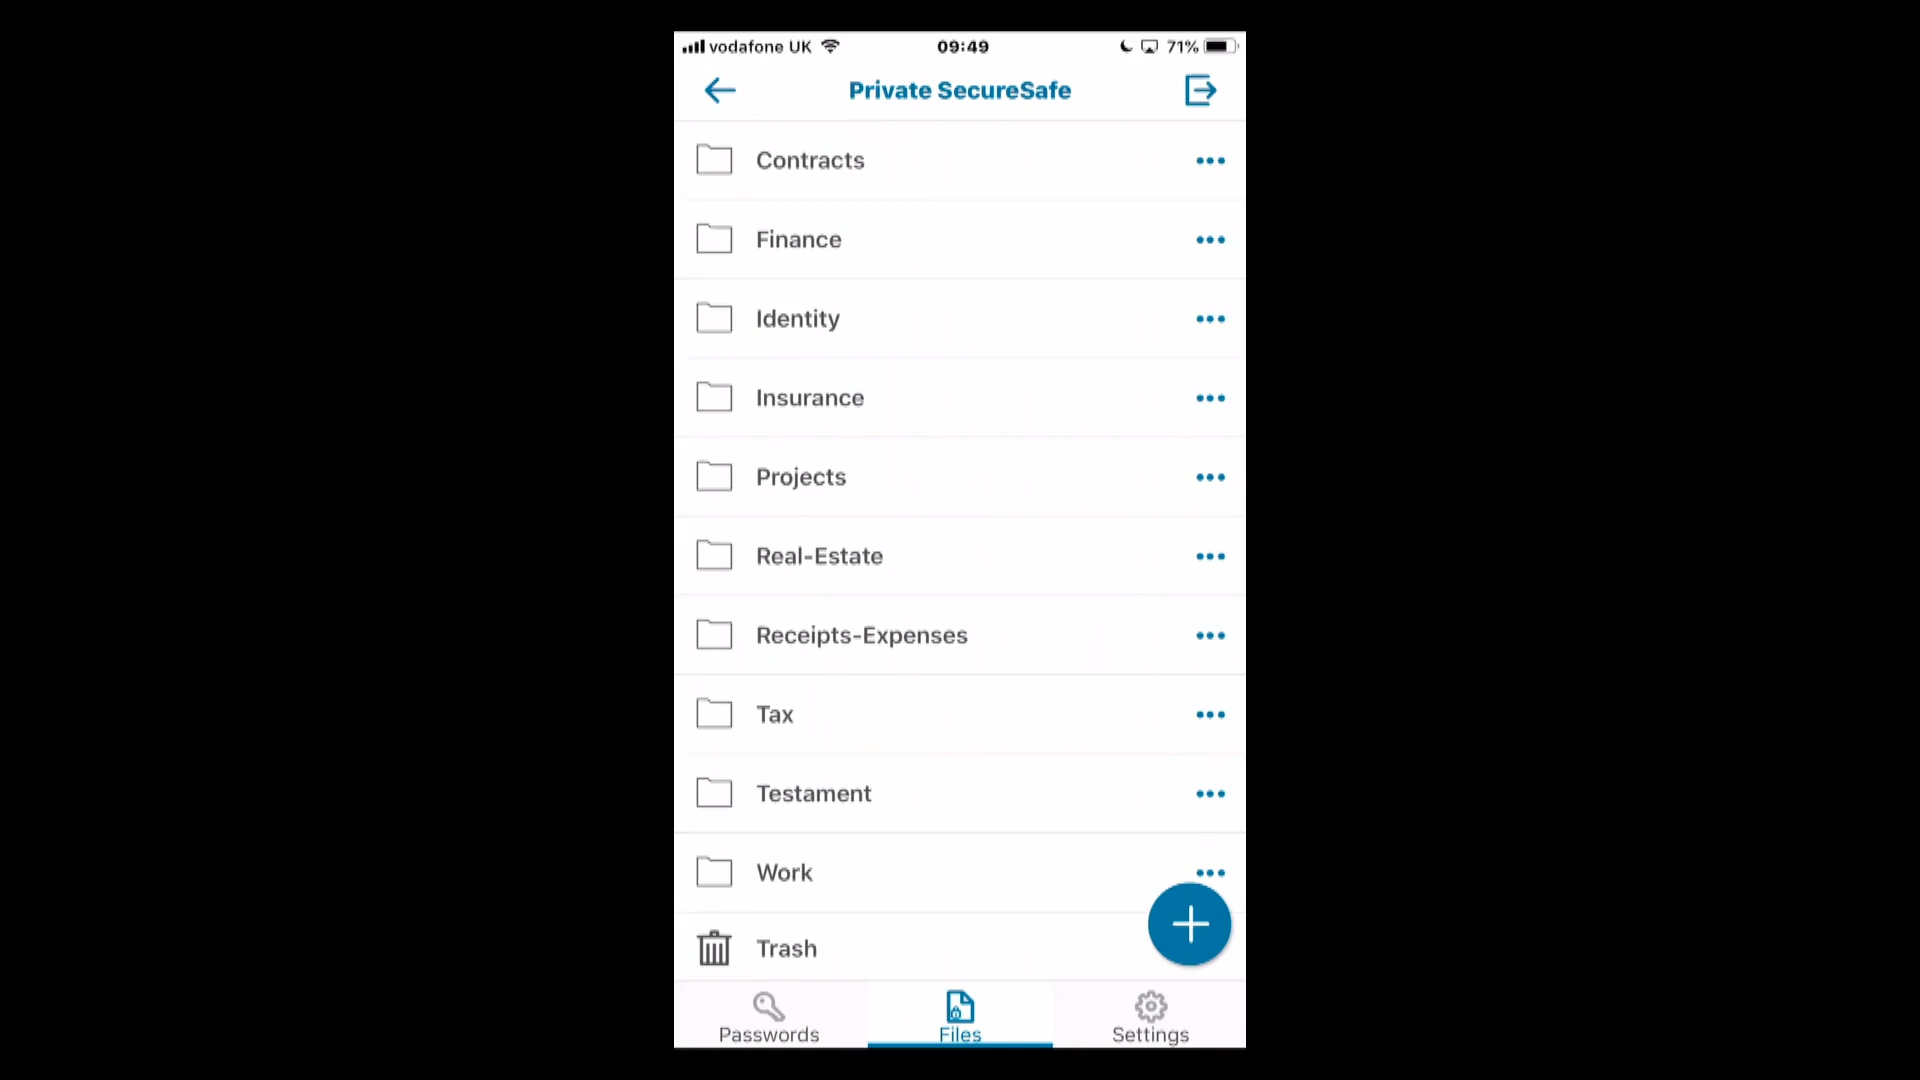 vodafone UK 09:49 71%
Private SecureSafe
Contracts
Finance
Identity
Insurance
Projects
Real-Estate
Receipts-Expenses
Tax
Testament
Work
Trash
Passwords Files Settings